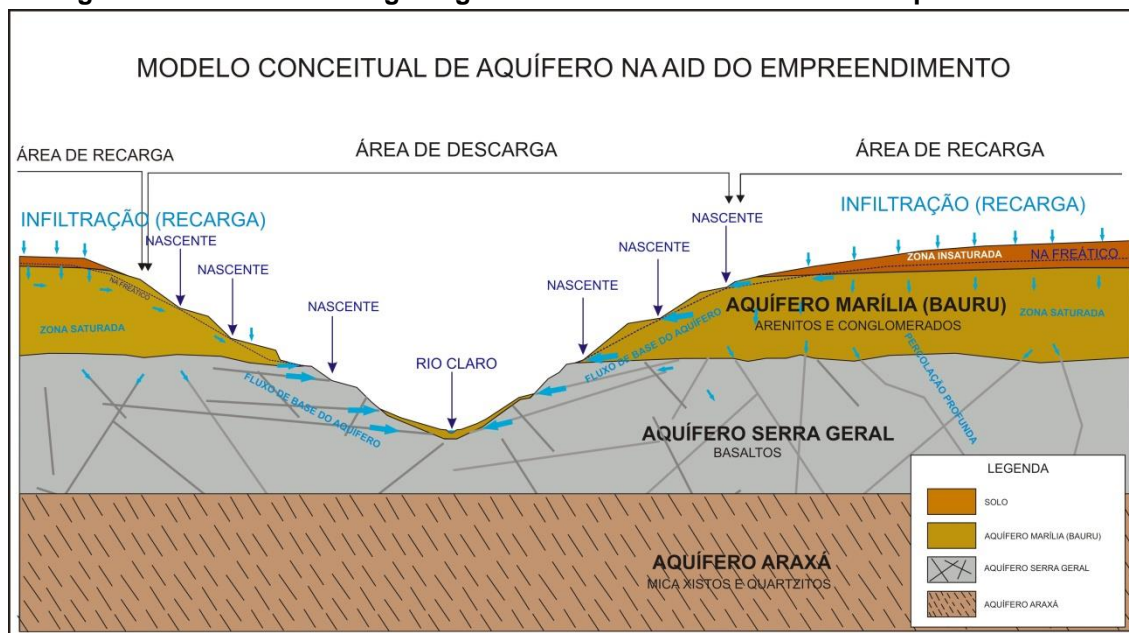 MODELO CONCEITUAL DE AQUÍFERO NA AID DO EMPREENDIMENTO
ÁREA DE RECARGA
ÁREA DE DESCARGA
ÁREA DE RECARGA
INFILTRAÇÃO (RECARGA)
INFILTRAÇÃO (RECARGA)
NASCENTE
NASCENTE
NASCENTE
RIO CLARO
NASCENTE
NASCENTE
NASCENTE
ZONA INSATURADA
NA FREÁTICO
NA FREÁTICO
ZONA SATURADA
AQUÍFERO MARÍLIA (BAURU)
ARENITOS E CONGLOMERADOS
ZONA SATURADA
FLUXO DE BASE DO AQUÍFERO
FLUXO DE BASE DO AQUÍFERO
PERCOLAÇÃO PROFUNDA
AQUÍFERO SERRA GERAL
BASALTOS
AQUÍFERO ARAXÁ
MICA XISTOS E QUARTZITOS
LEGENDA
SOLO
AQUÍFERO MARÍLIA (BAURU)
AQUÍFERO SERRA GERAL
AQUÍFERO ARAXÁ